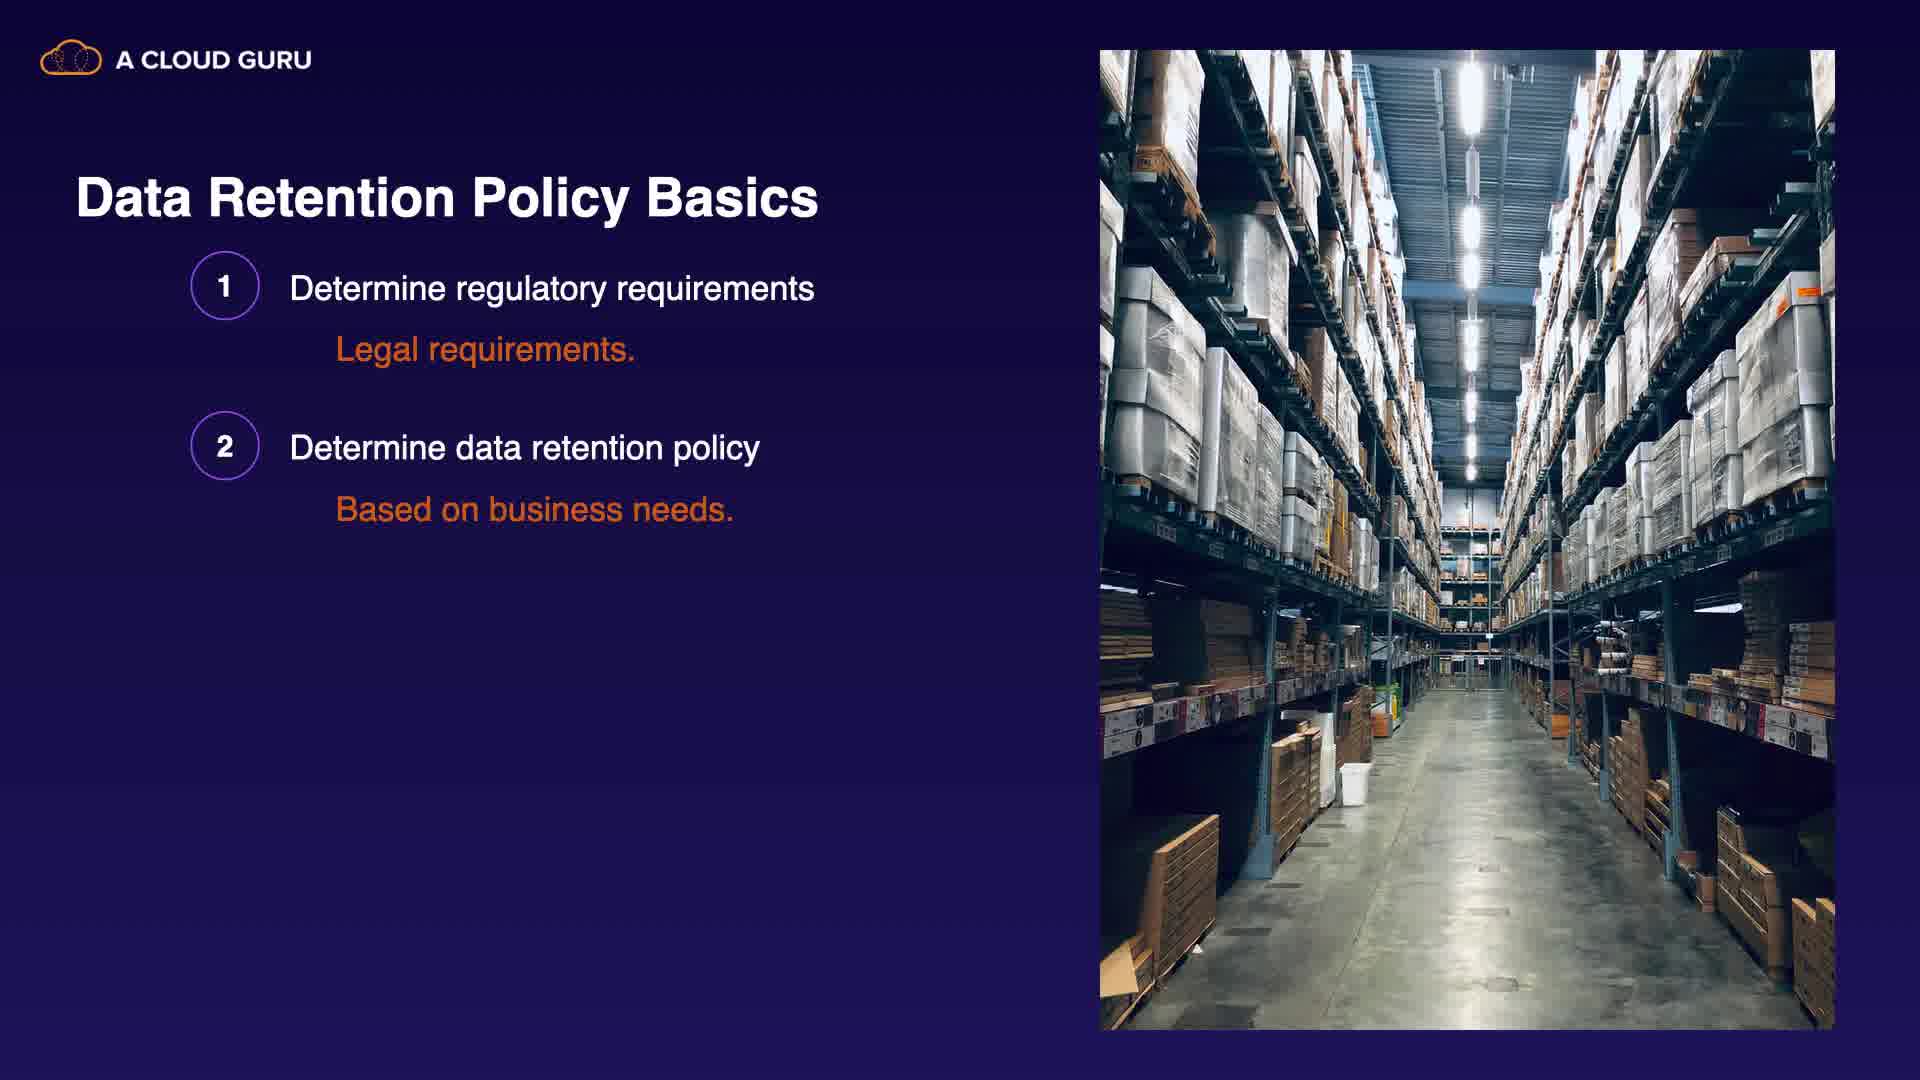 A CLOUD GURU
Data Retention Policy Basics
1 Determine regulatory requirements
Legal requirements.
2 Determine data retention policy
Based on business needs.